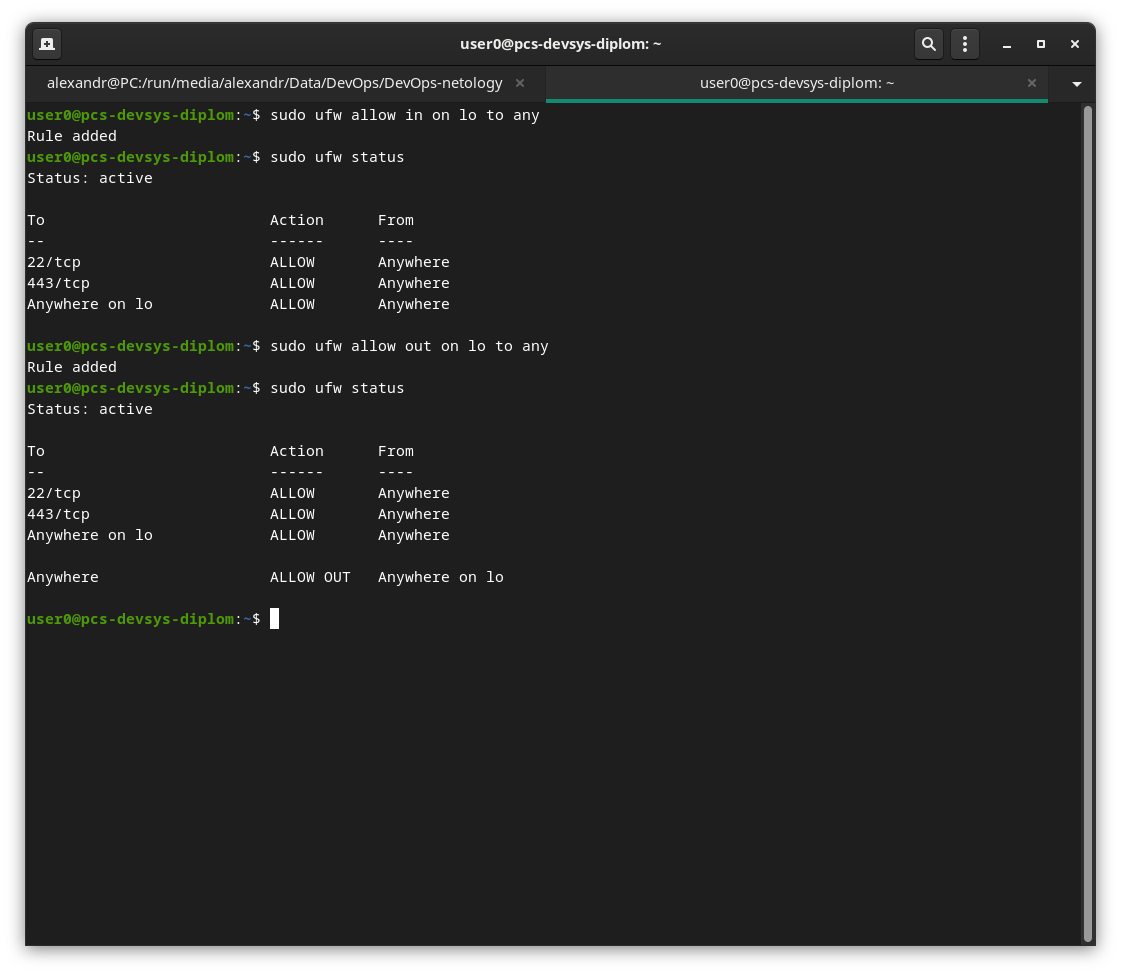 user0@pcs-devsys-diplom: ~
alexandr@PC:/run/media/alexandr/Data/DevOps/DevOps-netology
user0@pcs-devsys-diplom: ~
user0@pcs-devsys-diplom:~$ sudo ufw allow in on lo to any
Rule added
user0@pcs-devsys-diplom:~$ sudo ufw status
Status: active
To                         Action      From
--                         ------      ----
22/tcp                     ALLOW       Anywhere
443/tcp                    ALLOW       Anywhere
Anywhere on lo             ALLOW       Anywhere
user0@pcs-devsys-diplom:~$ sudo ufw allow out on lo to any
Rule added
user0@pcs-devsys-diplom:~$ sudo ufw status
Status: active
To                         Action      From
--                         ------      ----
22/tcp                     ALLOW       Anywhere
443/tcp                    ALLOW       Anywhere
Anywhere on lo             ALLOW       Anywhere
Anywhere                   ALLOW OUT   Anywhere on lo
user0@pcs-devsys-diplom:~$